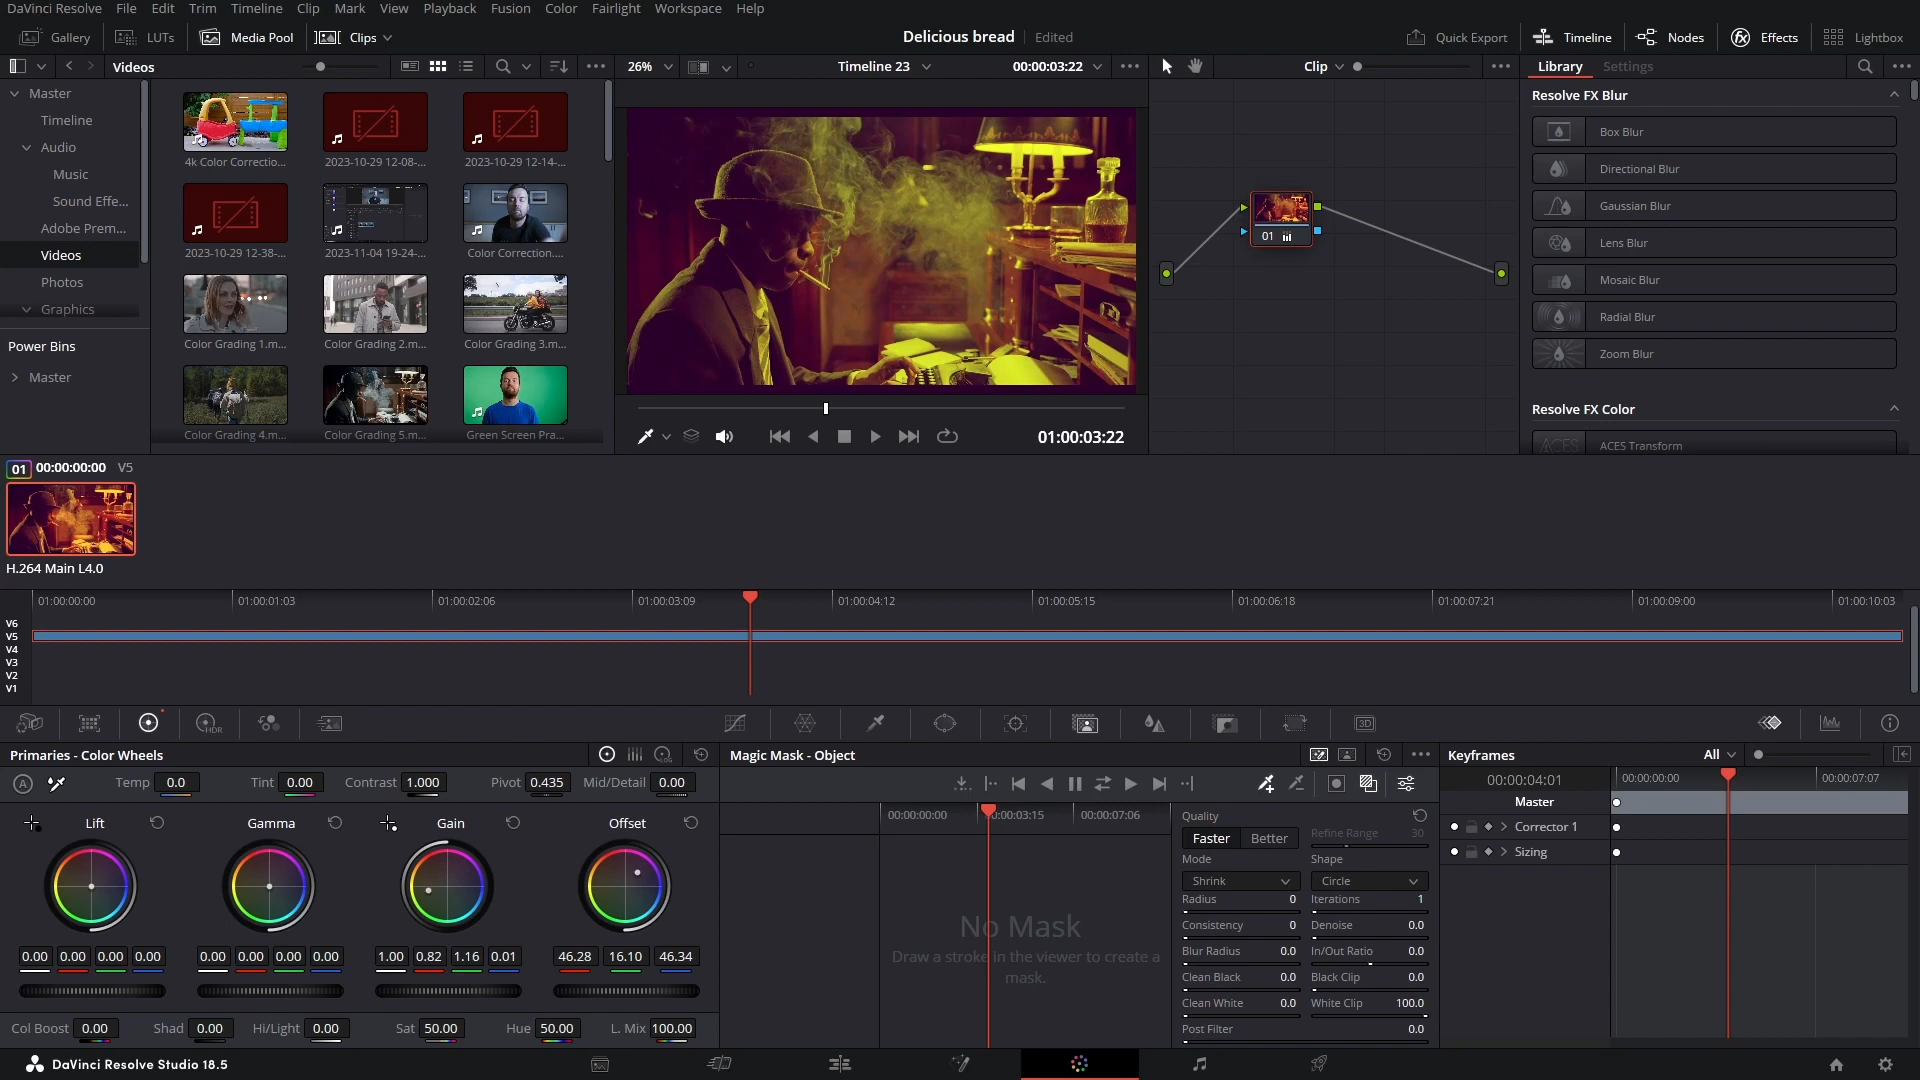 DaVinci Resolve File Edit Trim Timeline Clip Mark View Playback Fusion Color Fairlight Workspace Help
Gallery LUTs Media Pool Clips Delicious bread Edited Quick Export Timeline Nodes Effects Lightbox
Videos 26% Timeline 23 00:00:03:22 Clip Library Settings
Master
Timeline
Audio
Music
Sound Effe...
Adobe Prem...
Videos
Photos
Graphics
Power Bins
Master
4k Color Correctio... 2023-10-29 12-08-... 2023-10-29 12-14-...
2023-10-29 12-38-... 2023-11-04 19-24-... Color Correction....
Color Grading 1.m... Color Grading 2.m... Color Grading 3.m...
Color Grading 4.m... Color Grading 5.m... Green Screen Pra...
01:00:03:22
01
Resolve FX Blur
Box Blur
Directional Blur
Gaussian Blur
Lens Blur
Mosaic Blur
Radial Blur
Zoom Blur
Resolve FX Color
ACES ACES Transform
01 00:00:00:00 V5
H.264 Main L4.0
01:00:00:00 01:00:01:03 01:00:02:06 01:00:03:09 01:00:04:12 01:00:05:15 01:00:06:18 01:00:07:21 01:00:09:00 01:00:10:03
V6
V5
V4
V3
V2
V1
HDR 3D
Primaries - Color Wheels LOG
A Temp 0.0 Tint 0.00 Contrast 1.000 Pivot 0.435 Mid/Detail 0.00
Lift Gamma Gain Offset
0.00 0.00 0.00 0.00 0.00 0.00 0.00 0.00 1.00 0.82 1.16 0.01 46.28 16.10 46.34
Col Boost 0.00 Shad 0.00 Hi/Light 0.00 Sat 50.00 Hue 50.00 L. Mix 100.00
Magic Mask - Object
00:00:00:00 :00:03:15 00:00:07:06
No Mask
Draw a stroke in the viewer to create a
mask.
Quality
Faster Better Refine Range 30
Mode Shape
Shrink Circle
Radius 0 Iterations 1
Consistency 0 Denoise 0.0
Blur Radius 0.0 In/Out Ratio 0.0
Clean Black 0.0 Black Clip 0.0
Clean White 0.0 White Clip 100.0
Post Filter 0.0
Keyframes All
00:00:04:01 00:00:00:00 00:00:07:07
Master
Corrector 1
Sizing
DaVinci Resolve Studio 18.5